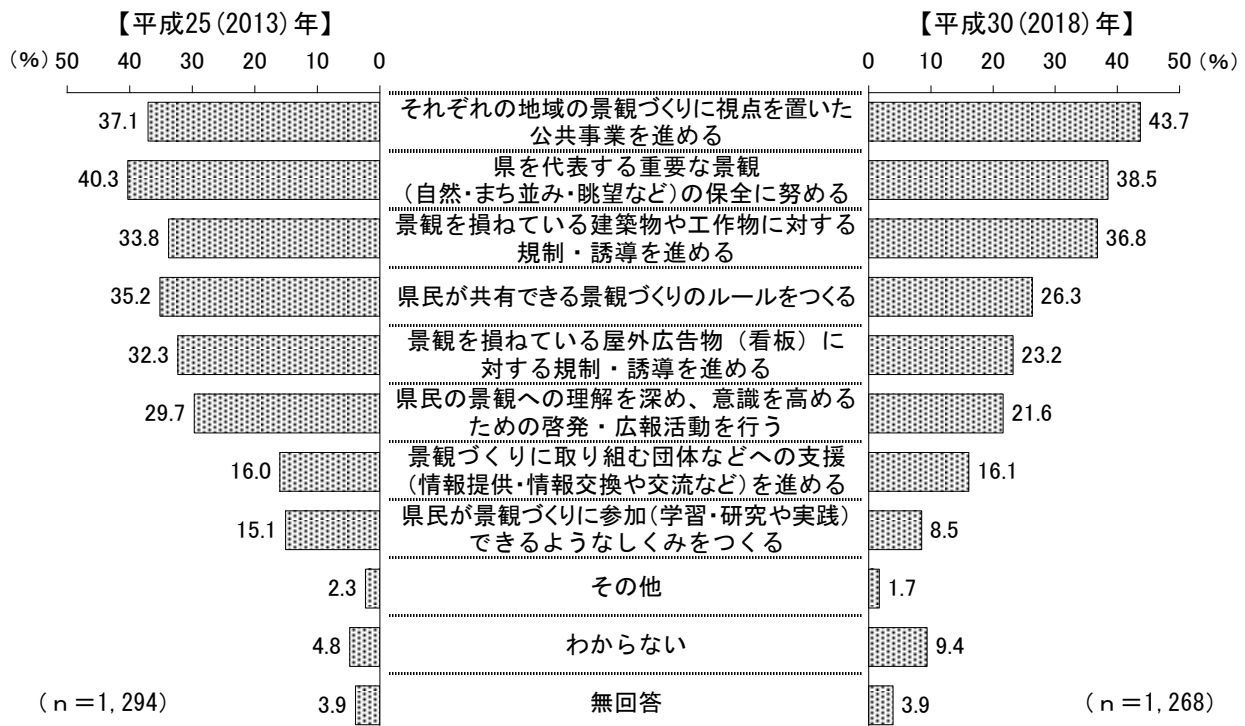 【平成25(2013)年】 【平成30(2018)年】
(%) 50 40 30 20 10 0 0 10 20 30 40 50 (%)
37.1 それぞれの地域の景観づくりに視点を置いた 43.7
公共事業を進める
40.3 県を代表する重要な景観 38.5
(自然・まち並み・眺望など)の保全に努める
33.8 景観を損ねている建築物や工作物に対する 36.8
規制・誘導を進める
35.2 県民が共有できる景観づくりのルールをつくる 26.3
32.3 景観を損ねている屋外広告物(看板)に 23.2
対する規制・誘導を進める
29.7 県民の景観への理解を深め、意識を高める 21.6
ための啓発・広報活動を行う
16.0 景観づくりに取り組む団体などへの支援 16.1
(情報提供・情報交換や交流など)を進める
15.1 県民が景観づくりに参加(学習・研究や実践) 8.5
できるようなしくみをつくる
2.3 その他 1.7
4.8 わからない 9.4
(n=1,294) 3.9 無回答 3.9 (n=1,268)